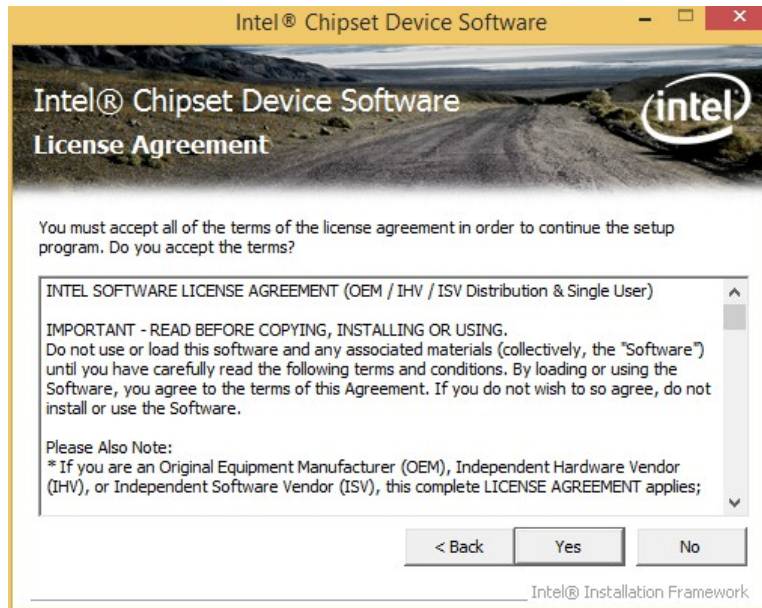 Intel® Chipset Device Software
Intel® Chipset Device Software
intel
License Agreement
You must accept all of the terms of the license agreement in order to continue the setup
program. Do you accept the terms?
INTEL SOFTWARE LICENSE AGREEMENT (OEM / IHV / ISV Distribution & Single User)
IMPORTANT - READ BEFORE COPYING, INSTALLING OR USING.
Do not use or load this software and any associated materials (collectively, the "Software")
until you have carefully read the following terms and conditions. By loading or using the
Software, you agree to the terms of this Agreement. If you do not wish to so agree, do not
install or use the Software.
Please Also Note:
* If you are an Original Equipment Manufacturer (OEM), Independent Hardware Vendor
(IHV), or Independent Software Vendor (ISV), this complete LICENSE AGREEMENT applies;
< Back Yes No
Intel® Installation Framework